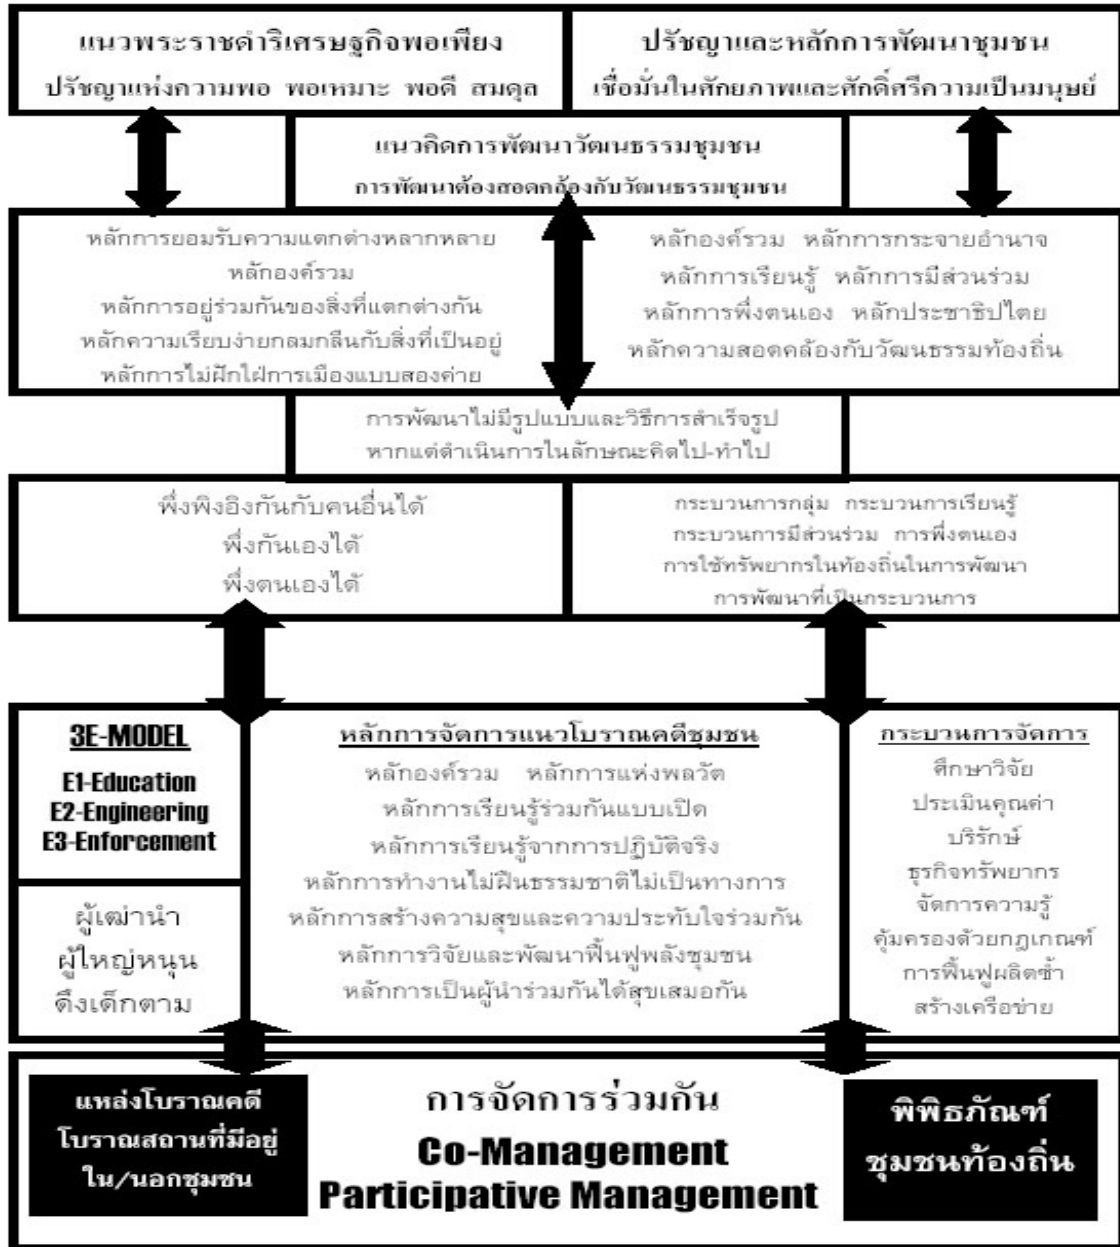 แนวพระราชดำริเศรษฐกิจพอเพียง
ปรัชญาแห่งความพอ พอเหมาะ พอดี สมดุล
ปรัชญาและหลักการพัฒนาชุมชน
เชื่อมั่นในศักยภาพและศักดิ์ศรีความเป็นมนุษย์
แนวคิดการพัฒนาวัฒนธรรมชุมชน
การพัฒนาต้องสอดคล้องกับวัฒนธรรมชุมชน
หลักการยอมรับความแตกต่างหลากหลาย
หลักองค์รวม
หลักการอยู่ร่วมกันของสิ่งที่แตกต่างกัน
หลักความเรียบง่ายกลมกลืนกับสิ่งที่เป็นอยู่
หลักการไม่ฝักใฝ่การเมืองแบบสองค่าย
หลักองค์รวม หลักการกระจายอำนาจ
หลักการเรียนรู้ หลักการมีส่วนร่วม
หลักการพึ่งตนเอง หลักประชาธิปไตย
หลักความสอดคล้องกับวัฒนธรรมท้องถิ่น
การพัฒนาไม่มีรูปแบบและวิธีการสำเร็จรูป
หากแต่ดำเนินการในลักษณะคิดไป-ทำไป
พึ่งพิงอิงกันกับคนอื่นได้
พึ่งกันเองได้
พึ่งตนเองได้
กระบวนการกลุ่ม กระบวนการเรียนรู้
กระบวนการมีส่วนร่วม การพึ่งตนเอง
การใช้ทรัพยากรในท้องถิ่นในการพัฒนา
การพัฒนาที่เป็นกระบวนการ
3E-MODEL
E1-Education
E2-Engineering
E3-Enforcement
ผู้เฒ่านำ
ผู้ใหญ่หนุน
ดึงเด็กตาม
หลักการจัดการแนวโบราณคดีชุมชน
หลักองค์รวม หลักการแห่งพลวัต
หลักการเรียนรู้ร่วมกันแบบเปิด
หลักการเรียนรู้จากการปฏิบัติจริง
หลักการทำงานไม่ฝืนธรรมชาติไม่เป็นทางการ
หลักการสร้างความสุขและความประทับใจร่วมกัน
หลักการวิจัยและพัฒนาฟื้นฟูพลังชุมชน
หลักการเป็นผู้นำร่วมกันได้สุขเสมอกัน
กระบวนการจัดการ
ศึกษาวิจัย
ประเมินคุณค่า
บริรักษ์
ธุรกิจทรัพยากร
จัดการความรู้
คุ้มครองด้วยกฎเกณฑ์
การฟื้นฟูผลิตซ้ำ
สร้างเครือข่าย
แหล่งโบราณคดี
โบราณสถานที่มีอยู่
ใน/นอกชุมชน
การจัดการร่วมกัน
Co-Management
Participative Management
พิพิธภัณฑ์
ชุมชนท้องถิ่น